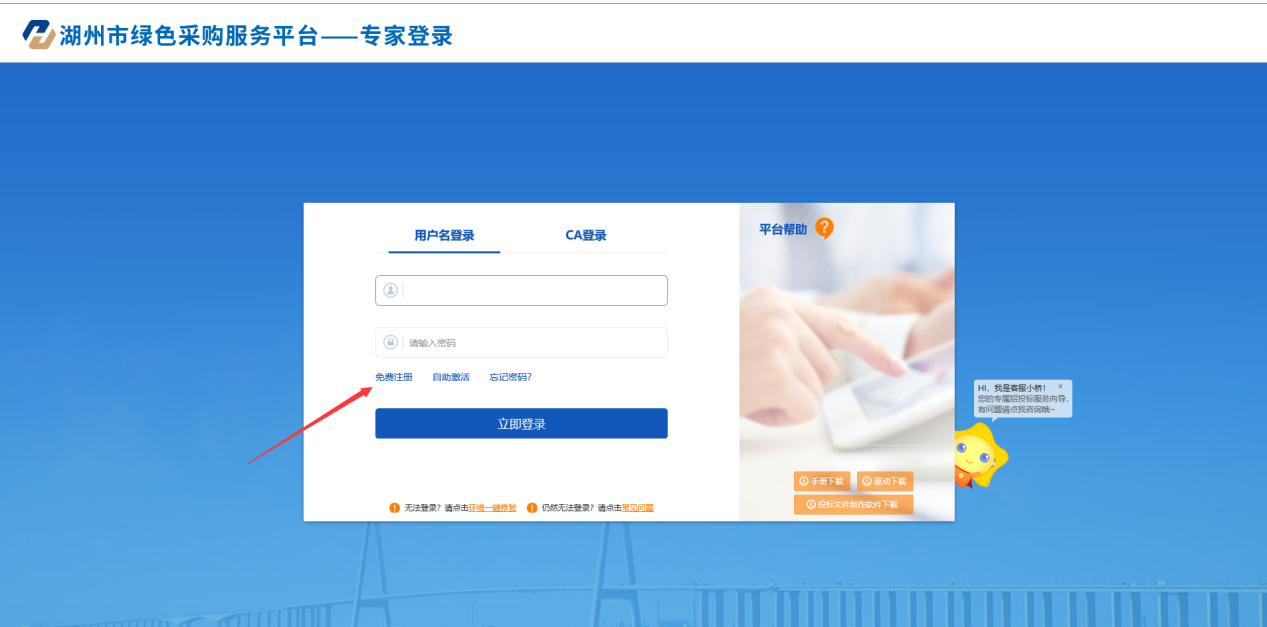 湖州市绿色采购服务平台——专家登录
用户名登录 CA登录
请输入密码
免费注册 自助激活 忘记密码?
立即登录
无法登录? 请点击环境一键修复 仍然无法登录? 请点击常见问题
平台帮助
手册下载 驱动下载
投标文件制作软件下载
HI, 我是客服小桥! ×
您的专属招投标服务向导,
有问题请点我咨询哦~